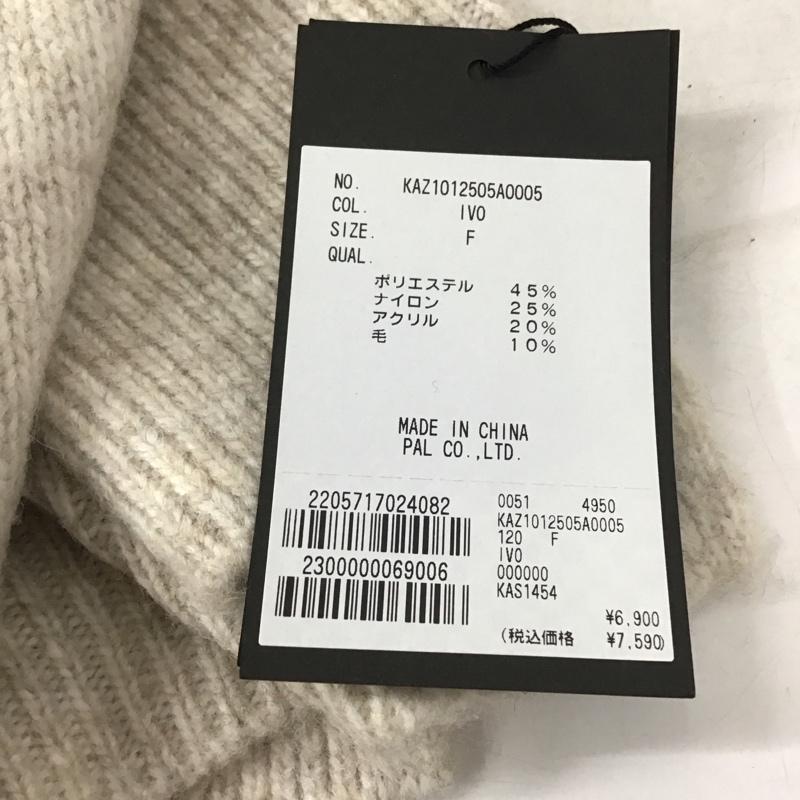 NO. KAZ1012505A0005
COL. IVO
SIZE. F
QUAL.
ポリエステル 45%
ナイロン 25%
アクリル 20%
毛 10%
MADE IN CHINA
PAL CO.,LTD.
2205717024082
2300000069006
0051 4950
KAZ1012505A0005
120 F
IVO
000000
KAS1454
¥6,900
(税込価格 ¥7,590)